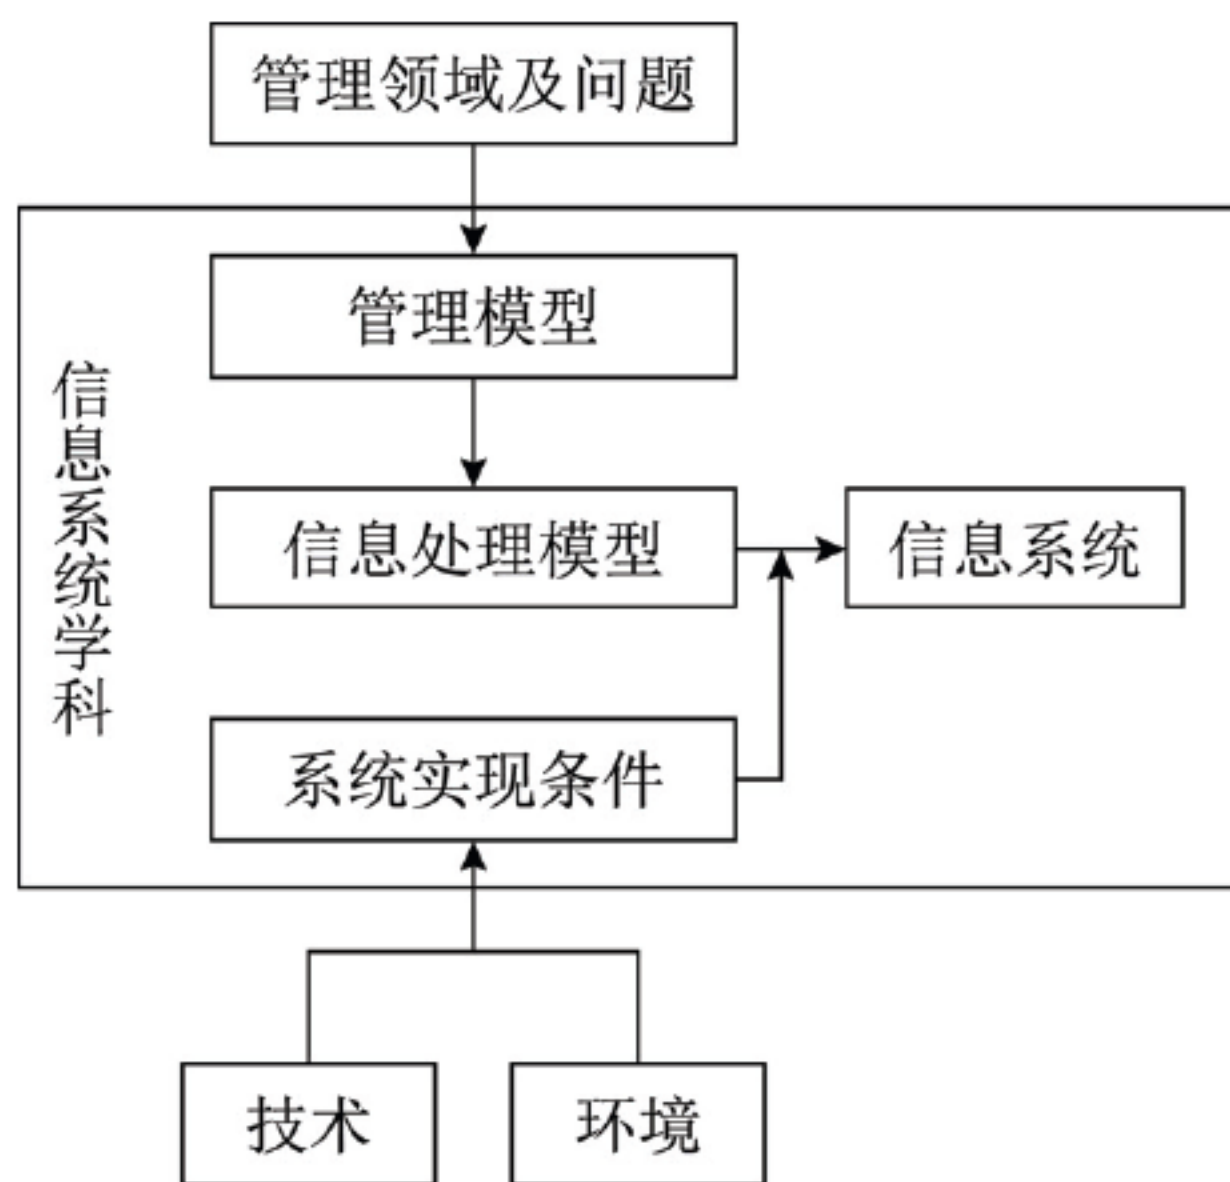 管理领域及问题
管理模型
信息系统学科
信息处理模型
信息系统
系统实现条件
技术
环境